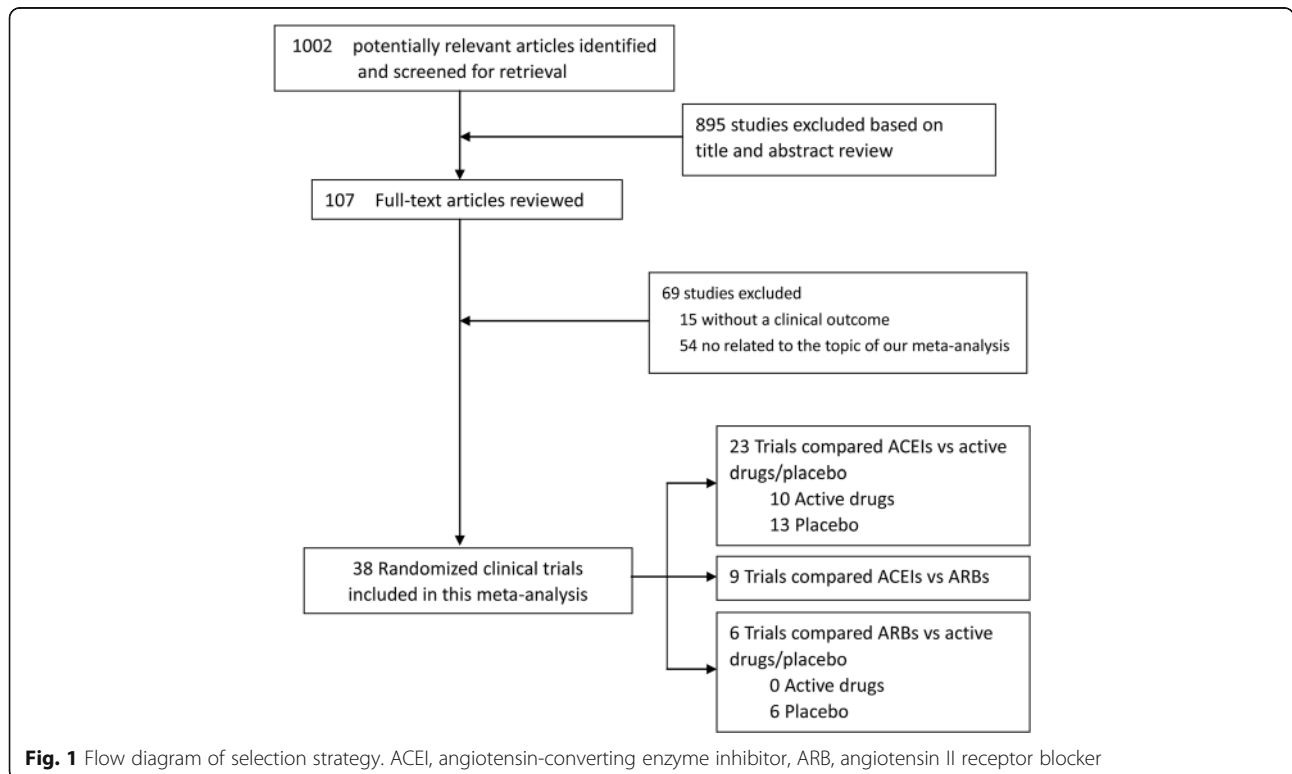 1002 potentially relevant articles identified
and screened for retrieval
895 studies excluded based on
title and abstract review
107 Full-text articles reviewed
69 studies excluded
15 without a clinical outcome
54 no related to the topic of our meta-analysis
38 Randomized clinical trials
included in this meta-analysis
23 Trials compared ACEIs vs active
drugs/placebo
10 Active drugs
13 Placebo
9 Trials compared ACEIs vs ARBs
6 Trials compared ARBs vs active
drugs/placebo
0 Active drugs
6 Placebo
Fig. 1 Flow diagram of selection strategy. ACEI, angiotensin-converting enzyme inhibitor, ARB, angiotensin II receptor blocker